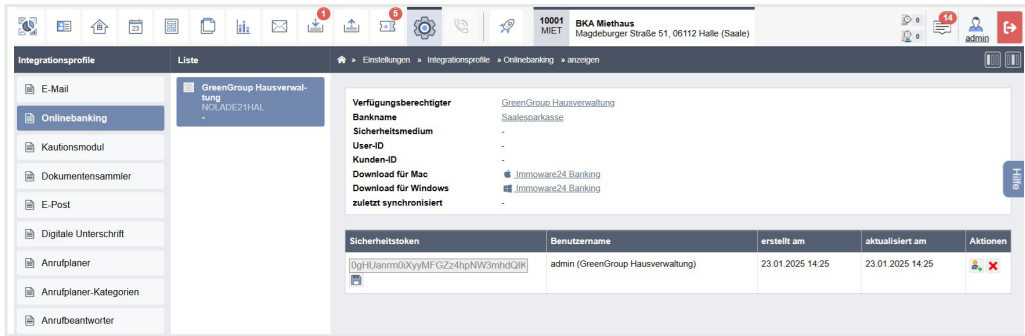 1
5
10001
MIET
BKA Miethaus
Magdeburger Straße 51, 06112 Halle (Saale)
0
0
14
admin
Integrationsprofile
Liste
» Einstellungen » Integrationsprofile » Onlinebanking » anzeigen
E-Mail
Onlinebanking
Kautionsmodul
Dokumentensammler
E-Post
Digitale Unterschrift
Anrufplaner
Anrufplaner-Kategorien
Anrufbeantworter
GreenGroup Hausverwal-
tung
NOLADE21HAL
-
Verfügungsberechtigter GreenGroup Hausverwaltung
Bankname Saalesparkasse
Sicherheitsmedium -
User-ID -
Kunden-ID -
Download für Mac Immoware24 Banking
Download für Windows Immoware24 Banking
zuletzt synchronisiert -
Hilfe
Sicherheitstoken Benutzername erstellt am aktualisiert am Aktionen
0gHUanrm0iXyyMFGZz4hpNW3mhdQIK admin (GreenGroup Hausverwaltung) 23.01.2025 14:25 23.01.2025 14:25